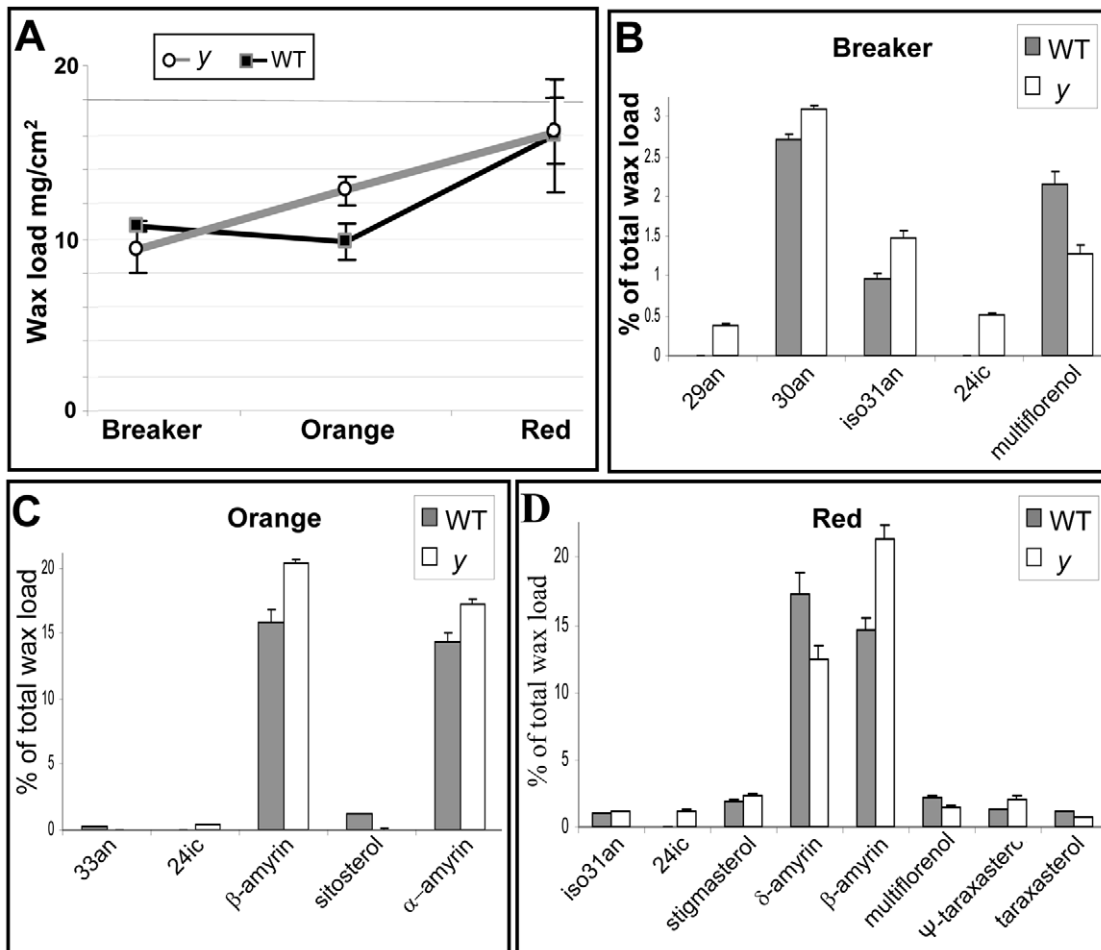 A
y WT
Wax load mg/cm²
20
10
0
Breaker Orange Red
B
Breaker
WT
y
% of total wax load
3
2.5
2
1.5
1
0.5
0
29an 30an iso31an 24ic multiflorenol
C
Orange
WT
y
% of total wax load
20
15
10
5
0
33an 24ic β-amyrin sitosterol α-amyrin
D
Red
WT
y
% of total wax load
20
15
10
5
0
iso31an 24ic stigmasterol δ-amyrin β-amyrin multiflorenol Ψ-taraxasterc taraxasterol